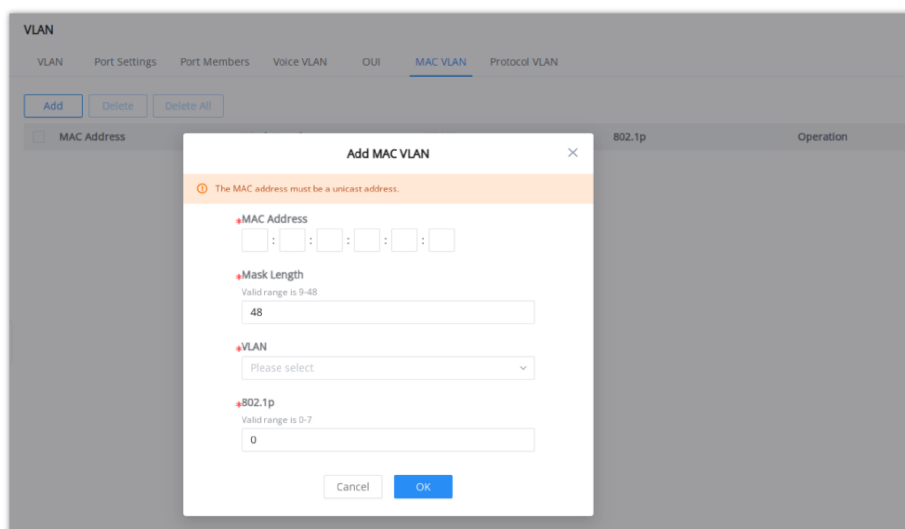 VLAN
VLAN Port Settings Port Members Voice VLAN OUI MAC VLAN Protocol VLAN
Add Delete Delete All
MAC Address 802.1p Operation
Add MAC VLAN
The MAC address must be a unicast address.
*MAC Address
: : : : :
*Mask Length
Valid range is 9-48
48
*VLAN
Please select
*802.1p
Valid range is 0-7
0
Cancel OK